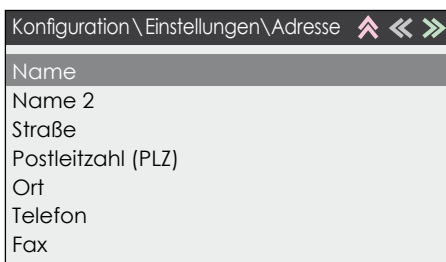 Konfiguration\Einstellungen\Adresse
Name
Name 2
Straße
Postleitzahl (PLZ)
Ort
Telefon
Fax